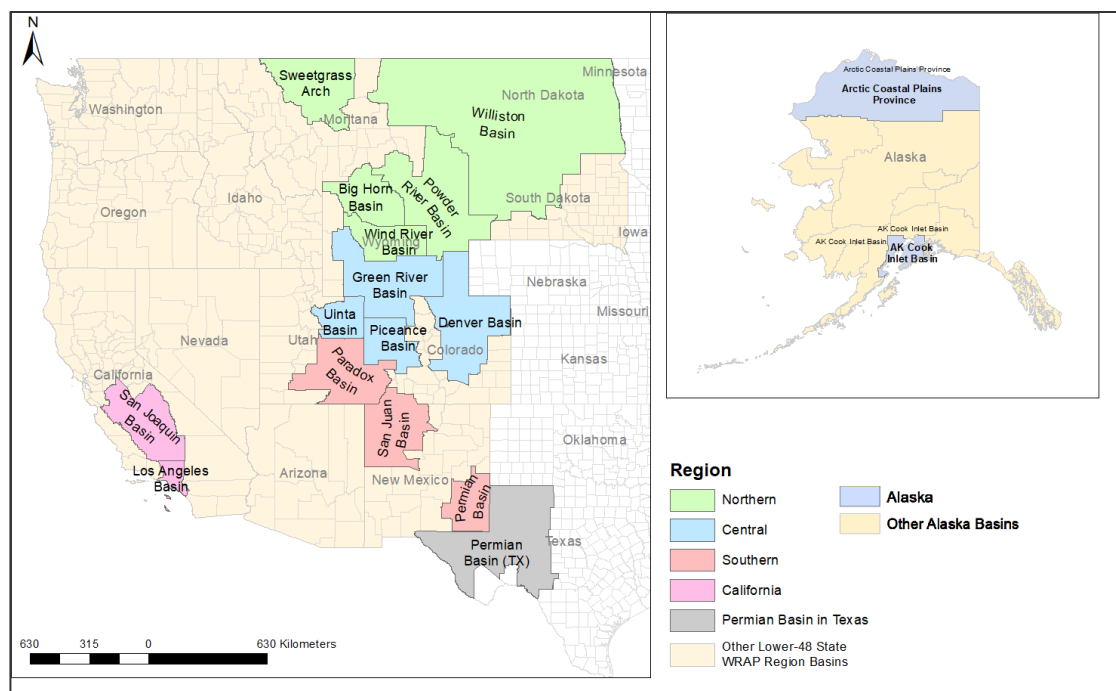 N
Sweetgrass
Arch
Minnesota
North Dakota
Washington
Montana
Williston
Basin
Idaho
Oregon
Big Horn
Basin
Powder
River Basin
South Dakota
Iowa
Wind River
Wyoming
Basin
Green River
Basin
Nebraska
Uinta
Basin
Piceance
Basin
Denver Basin
Missouri
Nevada
Utah
Colorado
Kansas
California
Paradox
Basin
San Joaquin
Basin
San Juan
Basin
Oklahoma
Los Angeles
Basin
Arizona
New Mexico
Permian
Basin
Permian
Basin (TX)
Texas
630 315 0 630 Kilometers
Arctic Coastal Plains Province
Arctic Coastal Plains
Province
Alaska
AK Cook Inlet Basin
AK Cook Inlet Basin
AK Cook
Inlet Basin
Region
Northern
Central
Southern
California
Permian Basin in Texas
Other Lower-48 State
WRAP Region Basins
Alaska
Other Alaska Basins